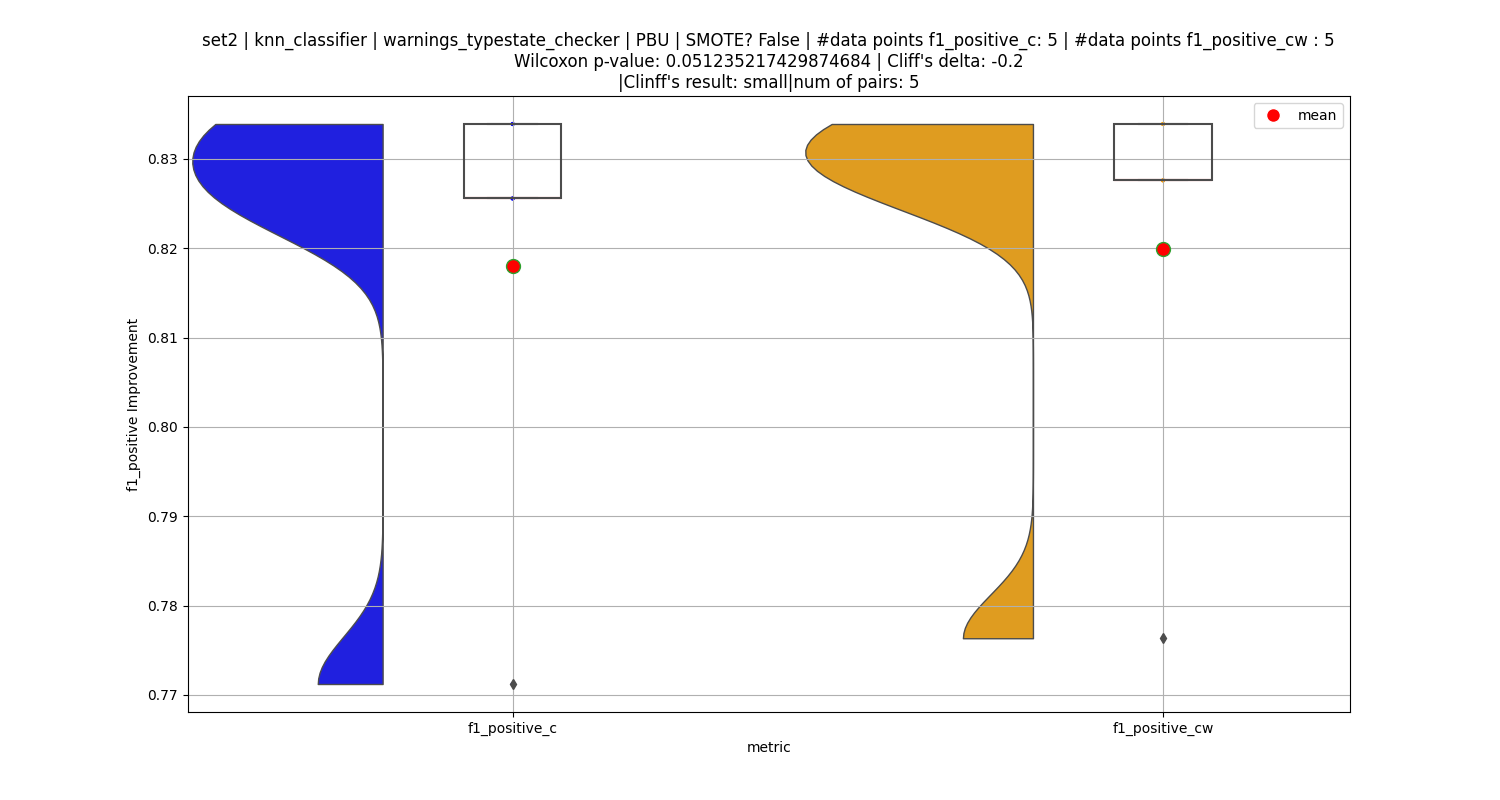 set2 | knn_classifier | warnings_typestate_checker | PBU | SMOTE? False | #data points f1_positive_c: 5 | #data points f1_positive_cw : 5
Wilcoxon p-value: 0.051235217429874684 | Cliff's delta: -0.2
|Clinff's result: small|num of pairs: 5
mean
0.83
0.82
0.81
0.80
0.79
0.78
0.77
f1_positive Improvement
f1_positive_c
f1_positive_cw
metric